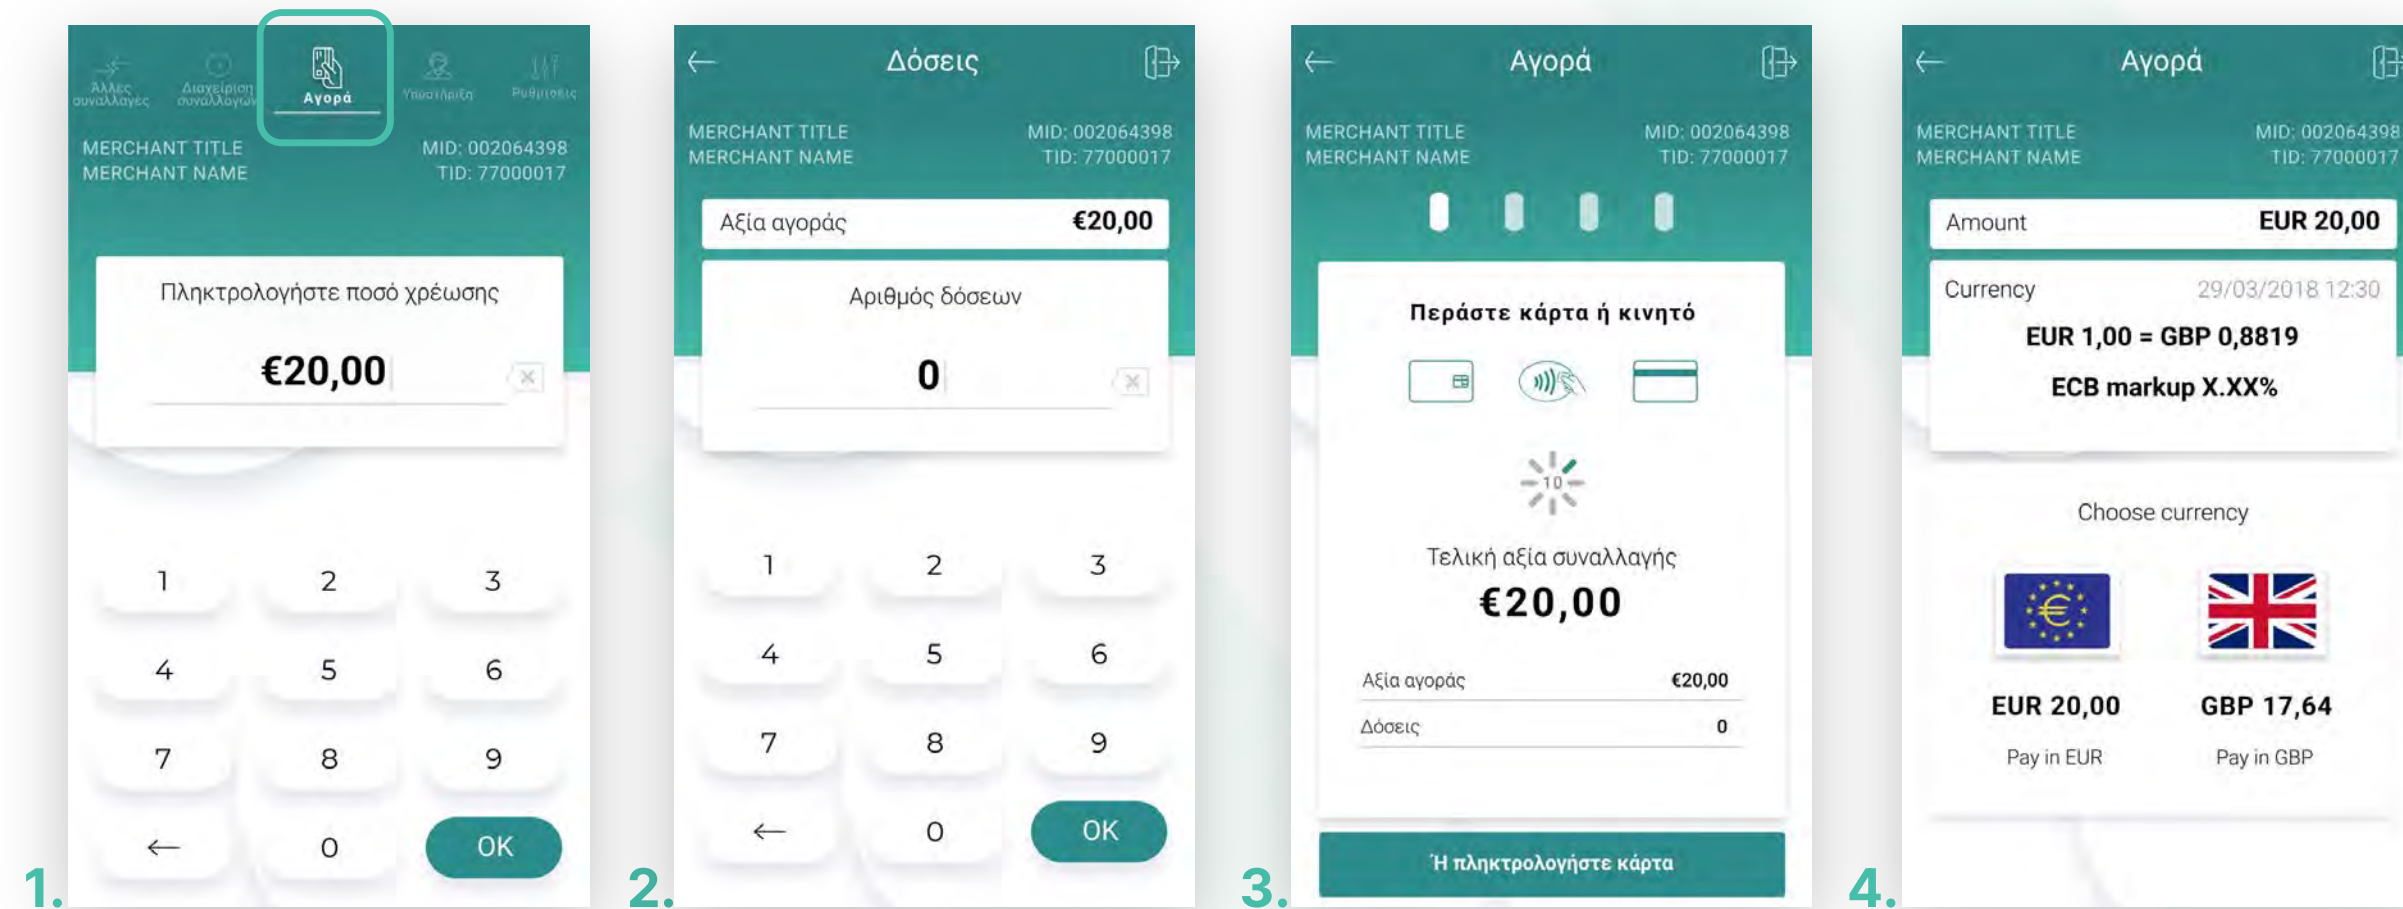 Άλλες συναλλαγές
Διαχείριση συναλλαγών
Αγορά
Υποστήριξη
Ρυθμίσεις
MERCHANT TITLE
MID: 002064398
MERCHANT NAME
TID: 77000017
Πληκτρολογήστε ποσό χρέωσης
€20,00
1 2 3
4 5 6
7 8 9
← 0 OK
1.
← Δόσεις
MERCHANT TITLE
MID: 002064398
MERCHANT NAME
TID: 77000017
Αξία αγοράς €20,00
Αριθμός δόσεων
0
1 2 3
4 5 6
7 8 9
← 0 OK
2.
← Αγορά
MERCHANT TITLE
MID: 002064398
MERCHANT NAME
TID: 77000017
Περάστε κάρτα ή κινητό
10
Τελική αξία συναλλαγής
€20,00
Αξία αγοράς €20,00
Δόσεις 0
Ή πληκτρολογήστε κάρτα
3.
← Αγορά
MERCHANT TITLE
MID: 002064398
MERCHANT NAME
TID: 77000017
Amount EUR 20,00
Currency 29/03/2018 12:30
EUR 1,00 = GBP 0,8819
ECB markup X.XX%
Choose currency
€
EUR 20,00 GBP 17,64
Pay in EUR Pay in GBP
4.